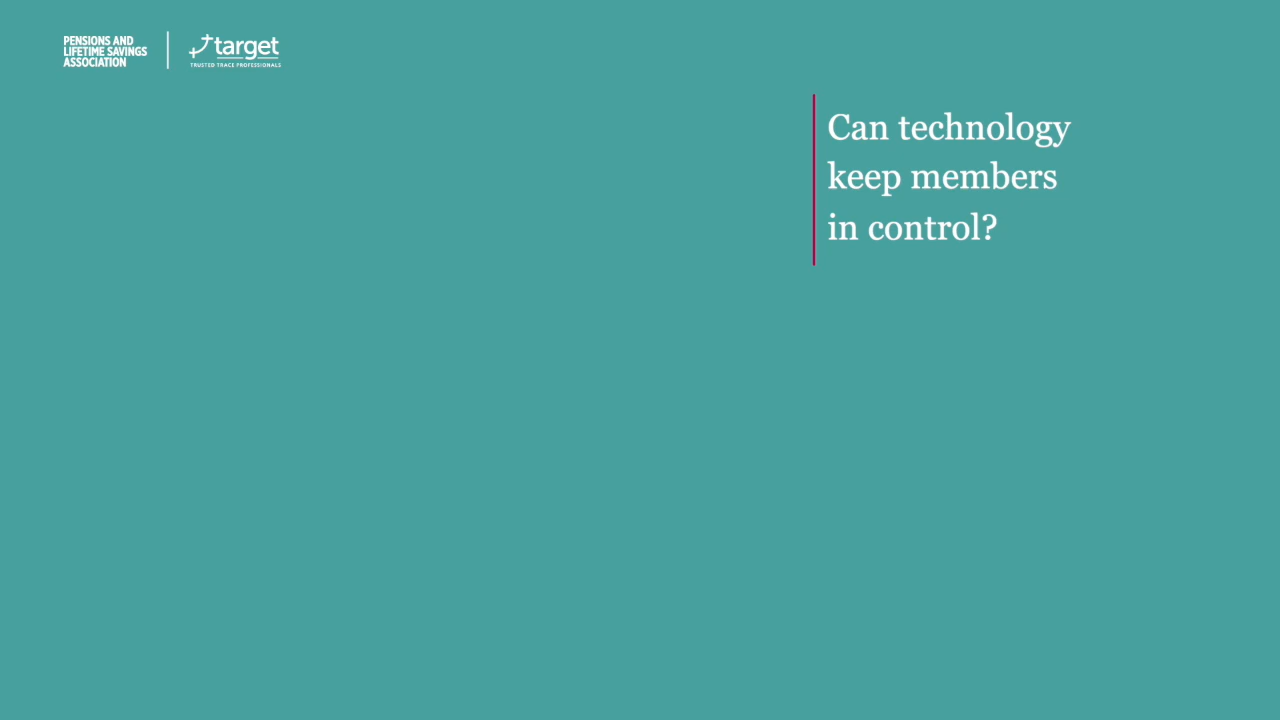 PENSIONS AND
LIFETIME SAVINGS
ASSOCIATION
target
TRUSTED TRACE PROFESSIONALS
Can technology
keep members
in control?